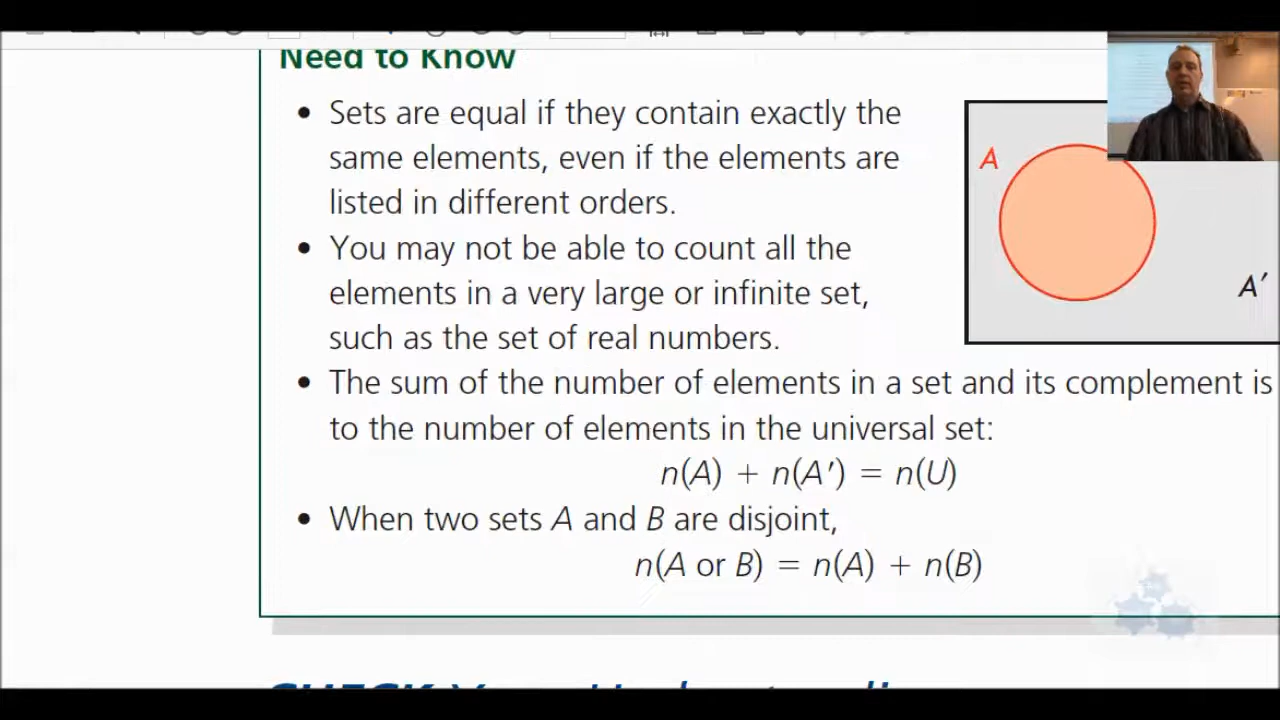 Need to Know
• Sets are equal if they contain exactly the
same elements, even if the elements are
listed in different orders.
A
• You may not be able to count all the
elements in a very large or infinite set,
such as the set of real numbers.
A′
• The sum of the number of elements in a set and its complement is
to the number of elements in the universal set:
n(A) + n(A′) = n(U)
• When two sets A and B are disjoint,
n(A or B) = n(A) + n(B)